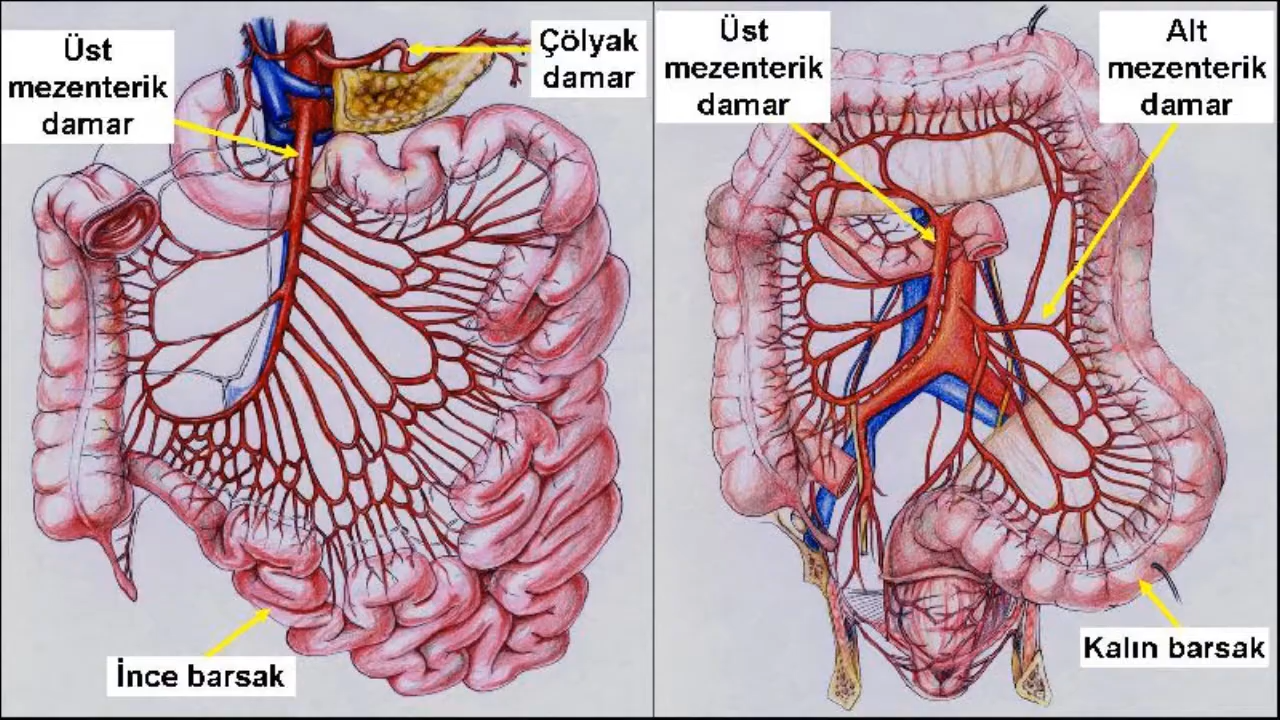 Üst
mezenterik
damar
Çölyak
damar
İnce barsak
Üst
mezenterik
damar
Alt
mezenterik
damar
Kalın barsak